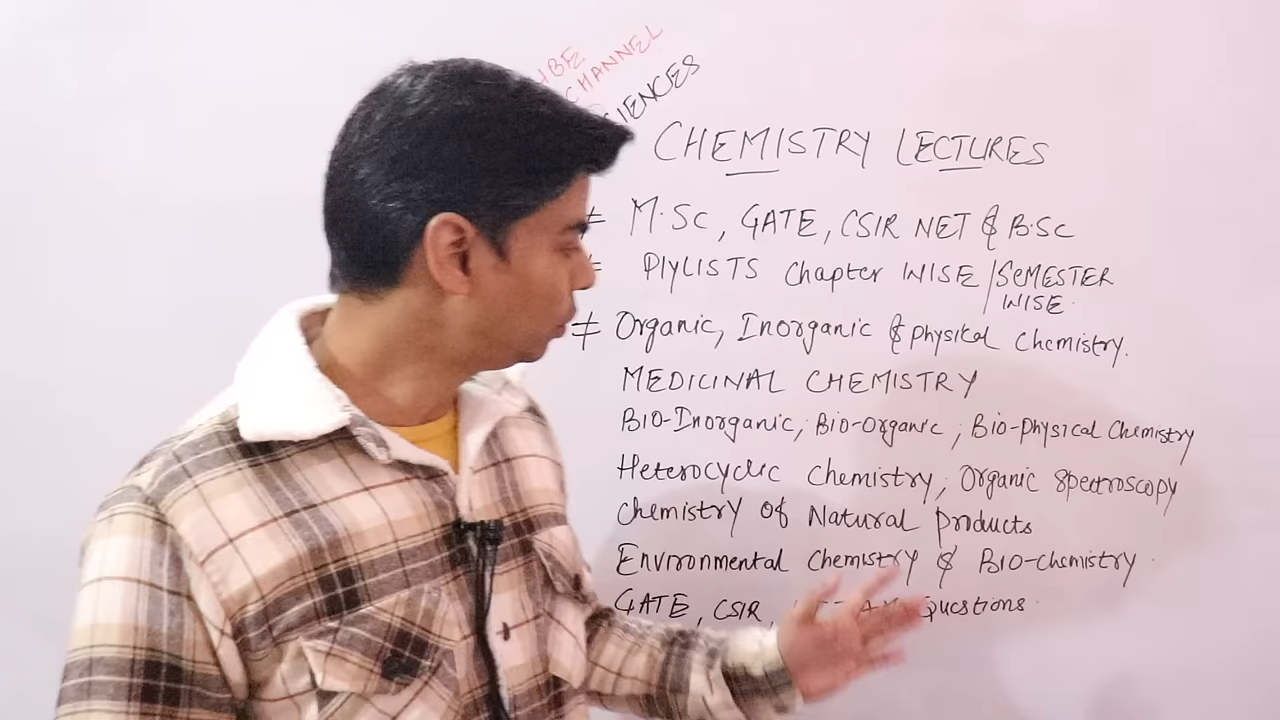 CHANNEL
CHEMISTRY LECTURES
≠ M.Sc, GATE, CSIR NET & B.Sc
PlYLISTS Chapter WISE / SEMESTER
WISE.
≠ Organic, Inorganic & Physical Chemistry.
MEDICINAL CHEMISTRY
BIO-Inorganic, Bio-Organic, Bio-Physical Chemistry
Heterocyclic Chemistry, Organic Spectroscopy
Chemistry of Natural Products
Environmental Chemistry & BIO-chemistry.
GATE, CSIR, Questions